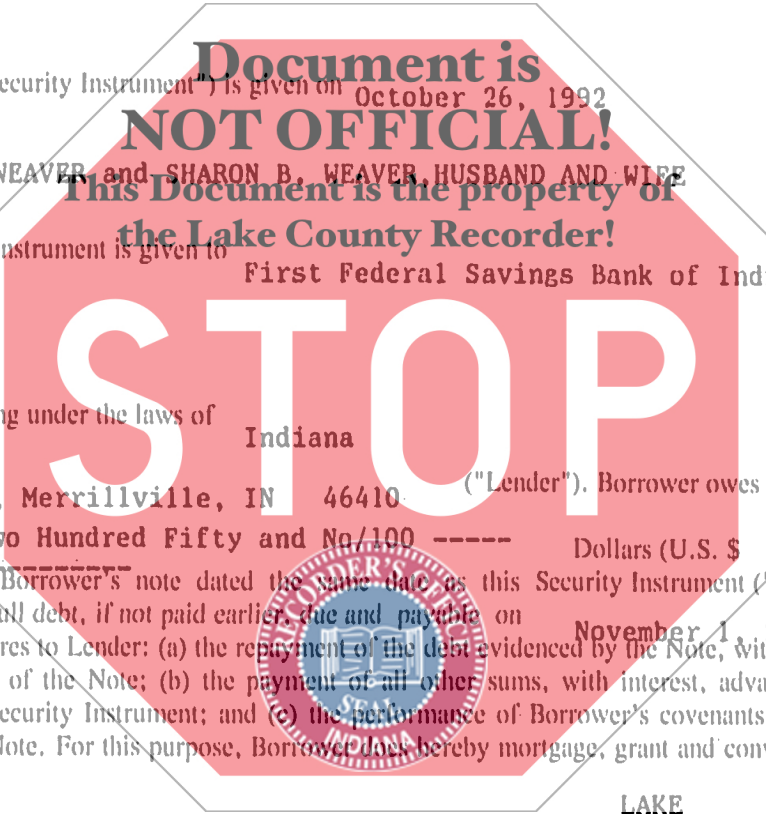 Document is
ecurity Instrument") is given on October 26, 1992
NOT OFFICIAL!
WEAVER and SHARON B. WEAVER, HUSBAND AND WIFE
This Document is the property of
the Lake County Recorder!
nstrument is given to
First Federal Savings Bank of Ind
STOP
ng under the laws of
Indiana
("Lender"). Borrower owes
, Merrillville, IN 46410
wo Hundred Fifty and No/100 -----
Dollars (U.S. $
---------
Borrower's note dated the same date as this Security Instrument ("
ull debt, if not paid earlier, due and payable on
November 1,
res to Lender: (a) the repayment of the debt evidenced by the Note, wit
of the Note; (b) the payment of all other sums, with interest, adva
ecurity Instrument; and (c) the performance of Borrower's covenants
Note. For this purpose, Borrower does hereby mortgage, grant and conv
RECORDER'S OFFICE
SEAL
INDIANA
LAKE